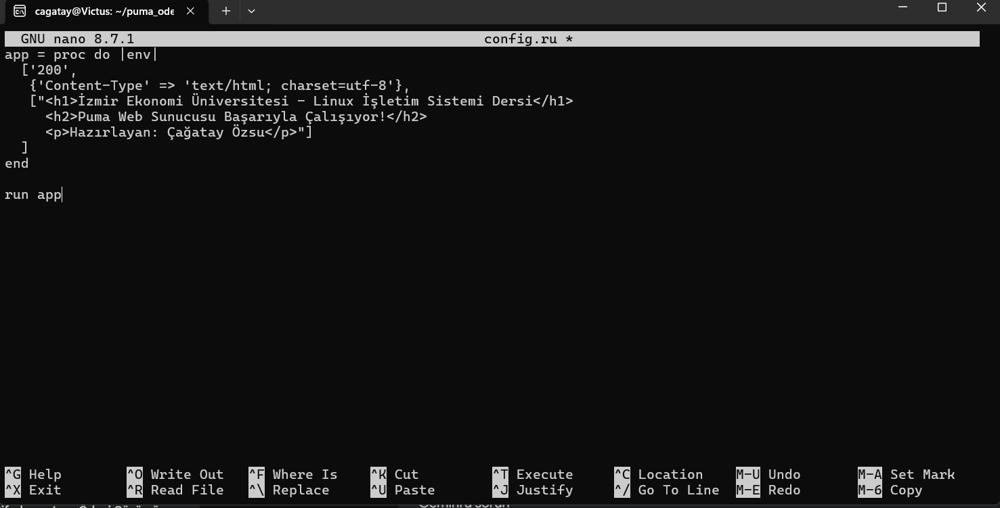 cagatay@Victus: ~/puma_ode
GNU nano 8.7.1 config.ru *
app = proc do |env|
  ['200',
   {'Content-Type' => 'text/html; charset=utf-8'},
   ["<h1>İzmir Ekonomi Üniversitesi - Linux İşletim Sistemi Dersi</h1>
     <h2>Puma Web Sunucusu Başarıyla Çalışıyor!</h2>
     <p>Hazırlayan: Çağatay Özsu</p>"]
  ]
end
run app
^G Help ^O Write Out ^F Where Is ^K Cut ^T Execute ^C Location M-U Undo M-A Set Mark
^X Exit ^R Read File ^\ Replace ^U Paste ^J Justify ^/ Go To Line M-E Redo M-6 Copy